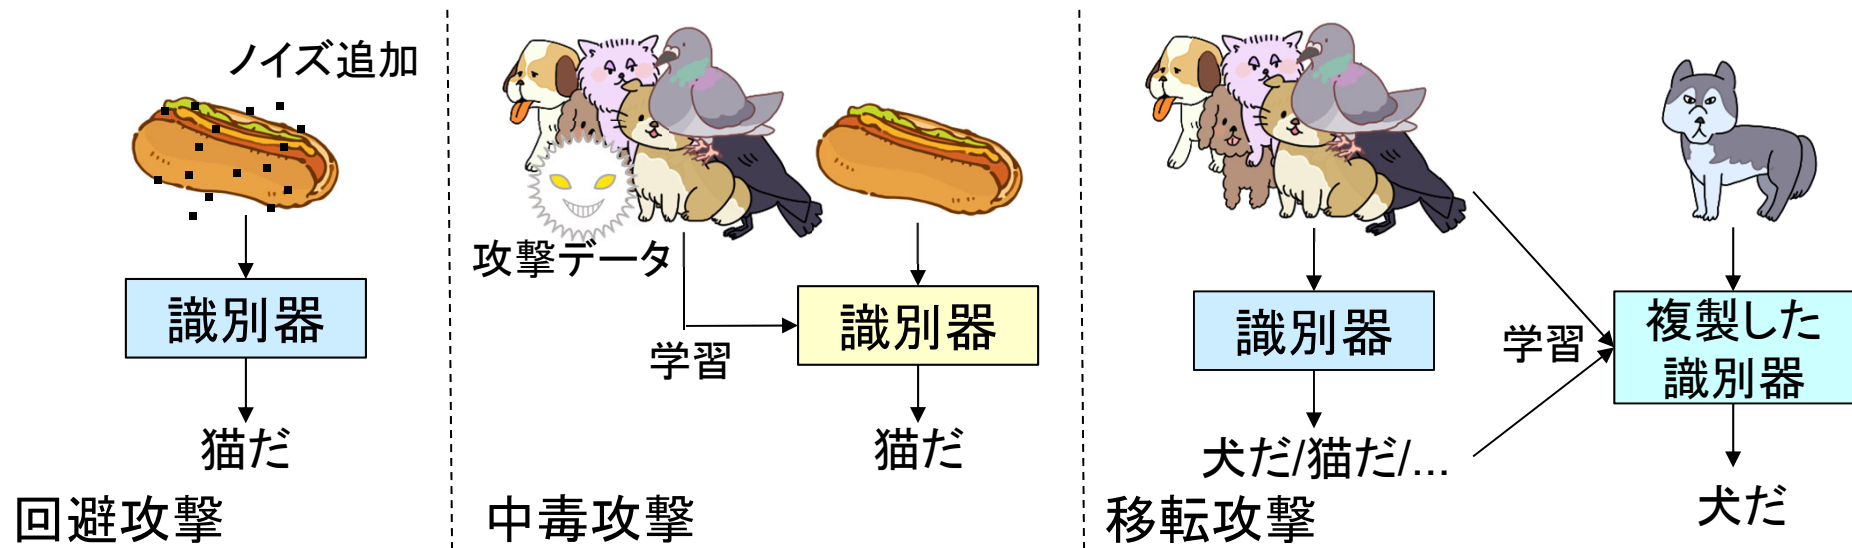 ノイズ追加
識別器
猫だ
回避攻撃
攻撃データ
学習
識別器
猫だ
中毒攻撃
識別器
犬だ/猫だ/...
学習
複製した
識別器
犬だ
移転攻撃